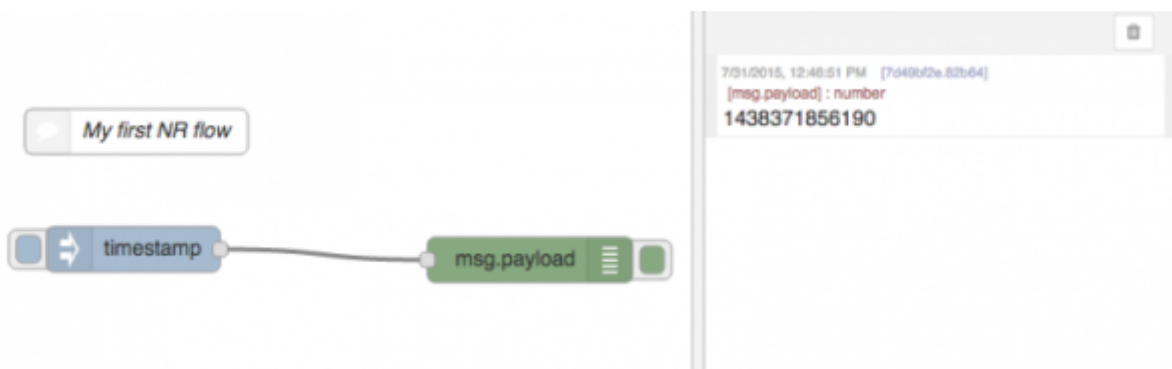 My first NR flow
timestamp
msg.payload
7/31/2015, 12:46:51 PM [7d49bf2e.82b64]
[msg.payload] : number
1438371856190